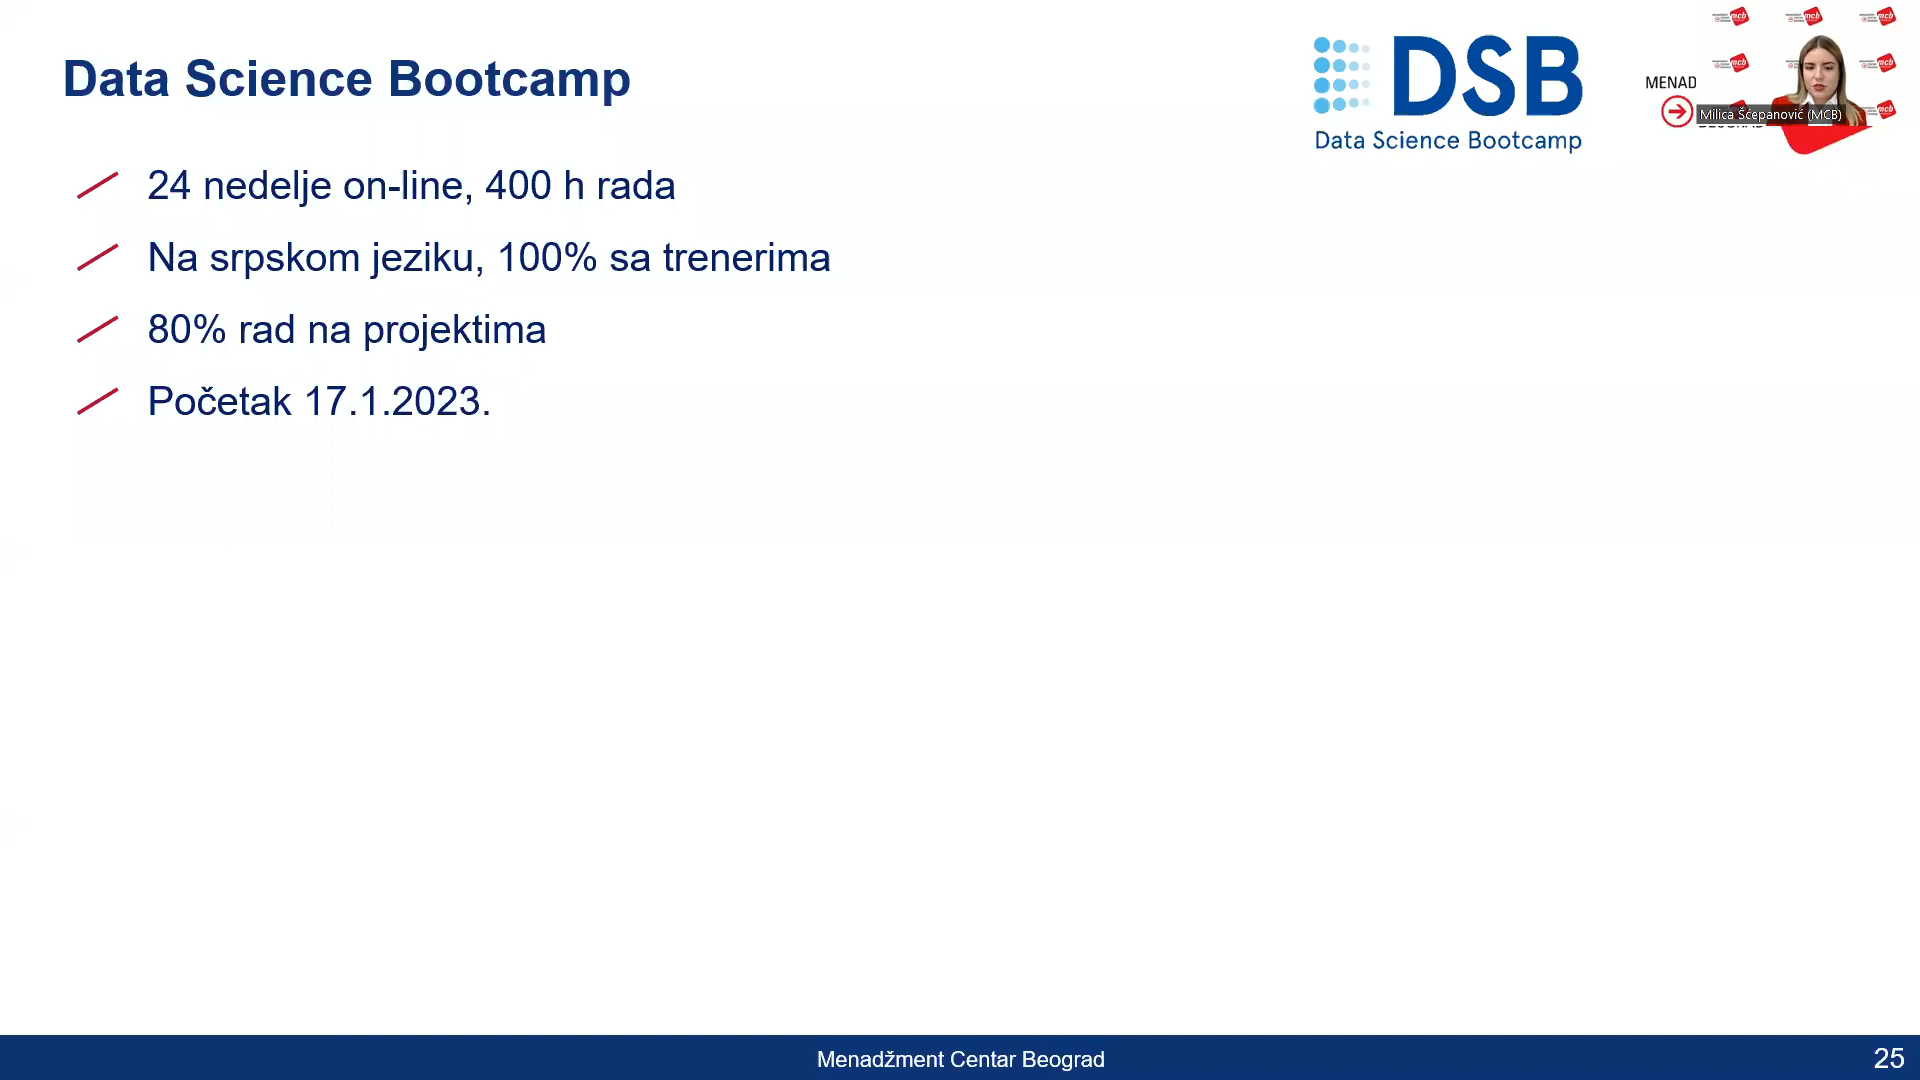 Data Science Bootcamp
DSB
Data Science Bootcamp
MENAD
Milica Šćepanović (MCB)
24 nedelje on-line, 400 h rada
Na srpskom jeziku, 100% sa trenerima
80% rad na projektima
Početak 17.1.2023.
Menadžment Centar Beograd
25